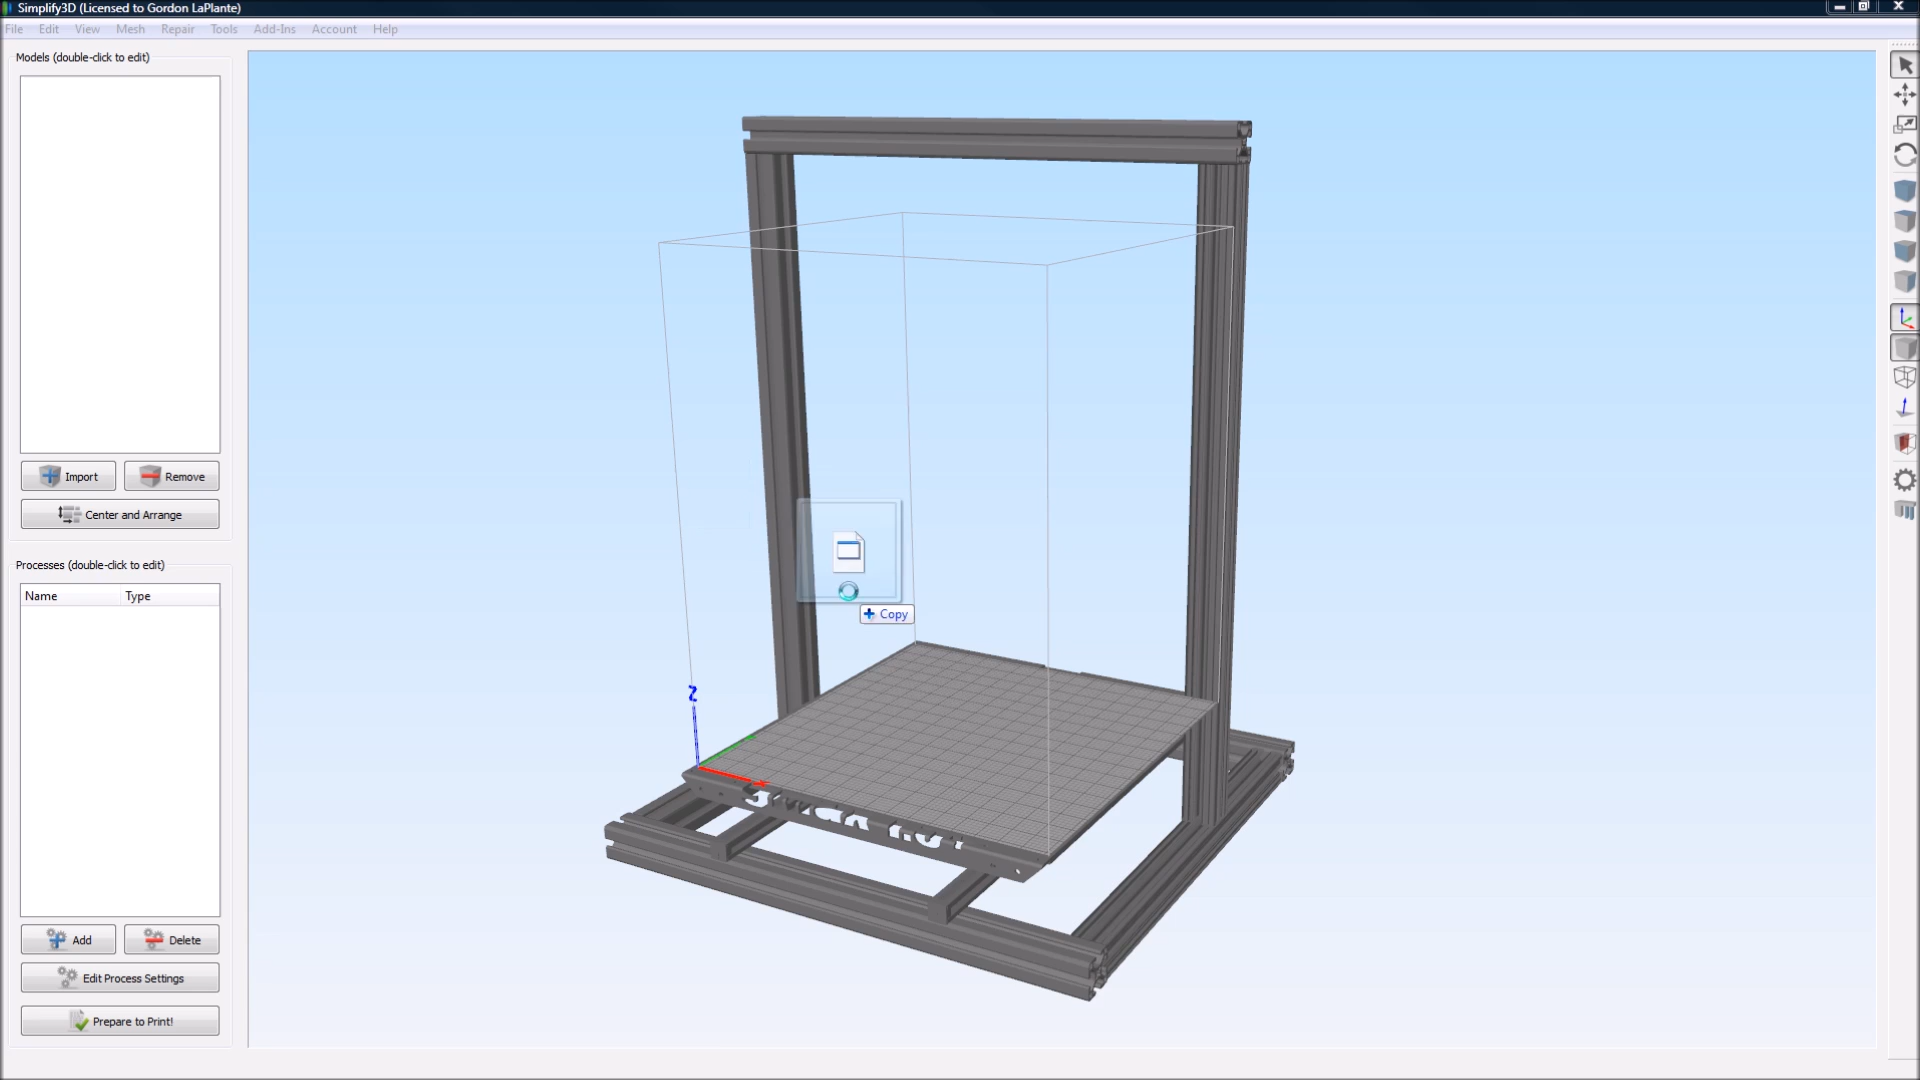 Simplify3D (Licensed to Gordon LaPlante)
File Edit View Mesh Repair Tools Add-Ins Account Help
Models (double-click to edit)
Import Remove
Center and Arrange
Processes (double-click to edit)
Name Type
Add Delete
Edit Process Settings
Prepare to Print!
Copy
Z